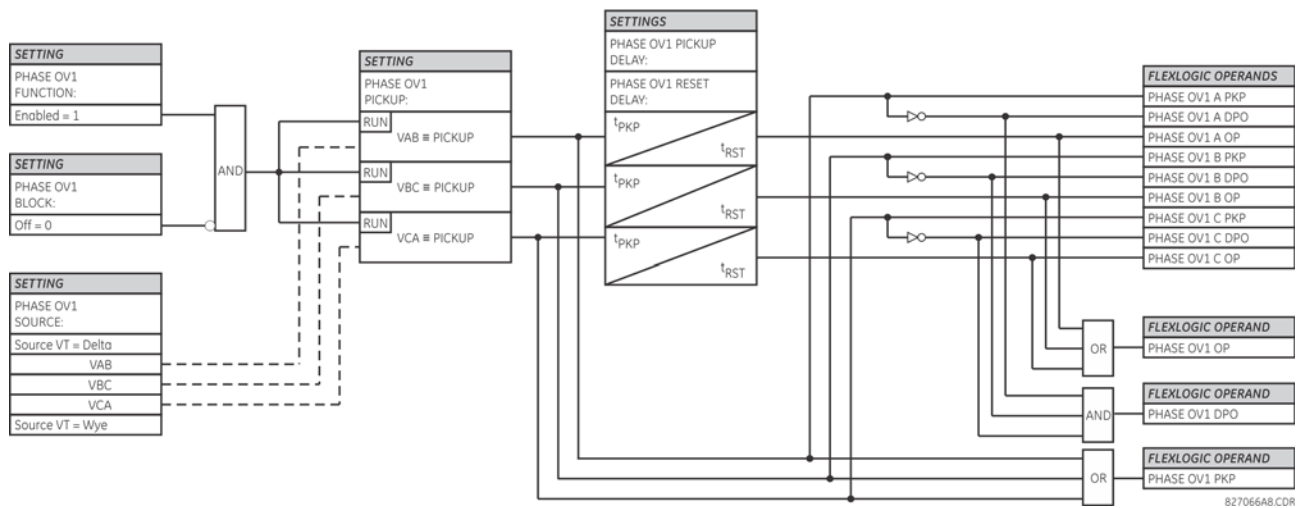 SETTING
PHASE OV1
FUNCTION:
Enabled = 1
SETTING
PHASE OV1
BLOCK:
Off = 0
SETTING
PHASE OV1
SOURCE:
Source VT = Delta
VAB
VBC
VCA
Source VT = Wye
AND
SETTING
PHASE OV1
PICKUP:
RUN
VAB ≡ PICKUP
RUN
VBC ≡ PICKUP
RUN
VCA ≡ PICKUP
SETTINGS
PHASE OV1 PICKUP
DELAY:
PHASE OV1 RESET
DELAY:
tPKP
tRST
tPKP
tRST
tPKP
tRST
FLEXLOGIC OPERANDS
PHASE OV1 A PKP
PHASE OV1 A DPO
PHASE OV1 A OP
PHASE OV1 B PKP
PHASE OV1 B DPO
PHASE OV1 B OP
PHASE OV1 C PKP
PHASE OV1 C DPO
PHASE OV1 C OP
OR
FLEXLOGIC OPERAND
PHASE OV1 OP
AND
FLEXLOGIC OPERAND
PHASE OV1 DPO
OR
FLEXLOGIC OPERAND
PHASE OV1 PKP
827066A8.CDR